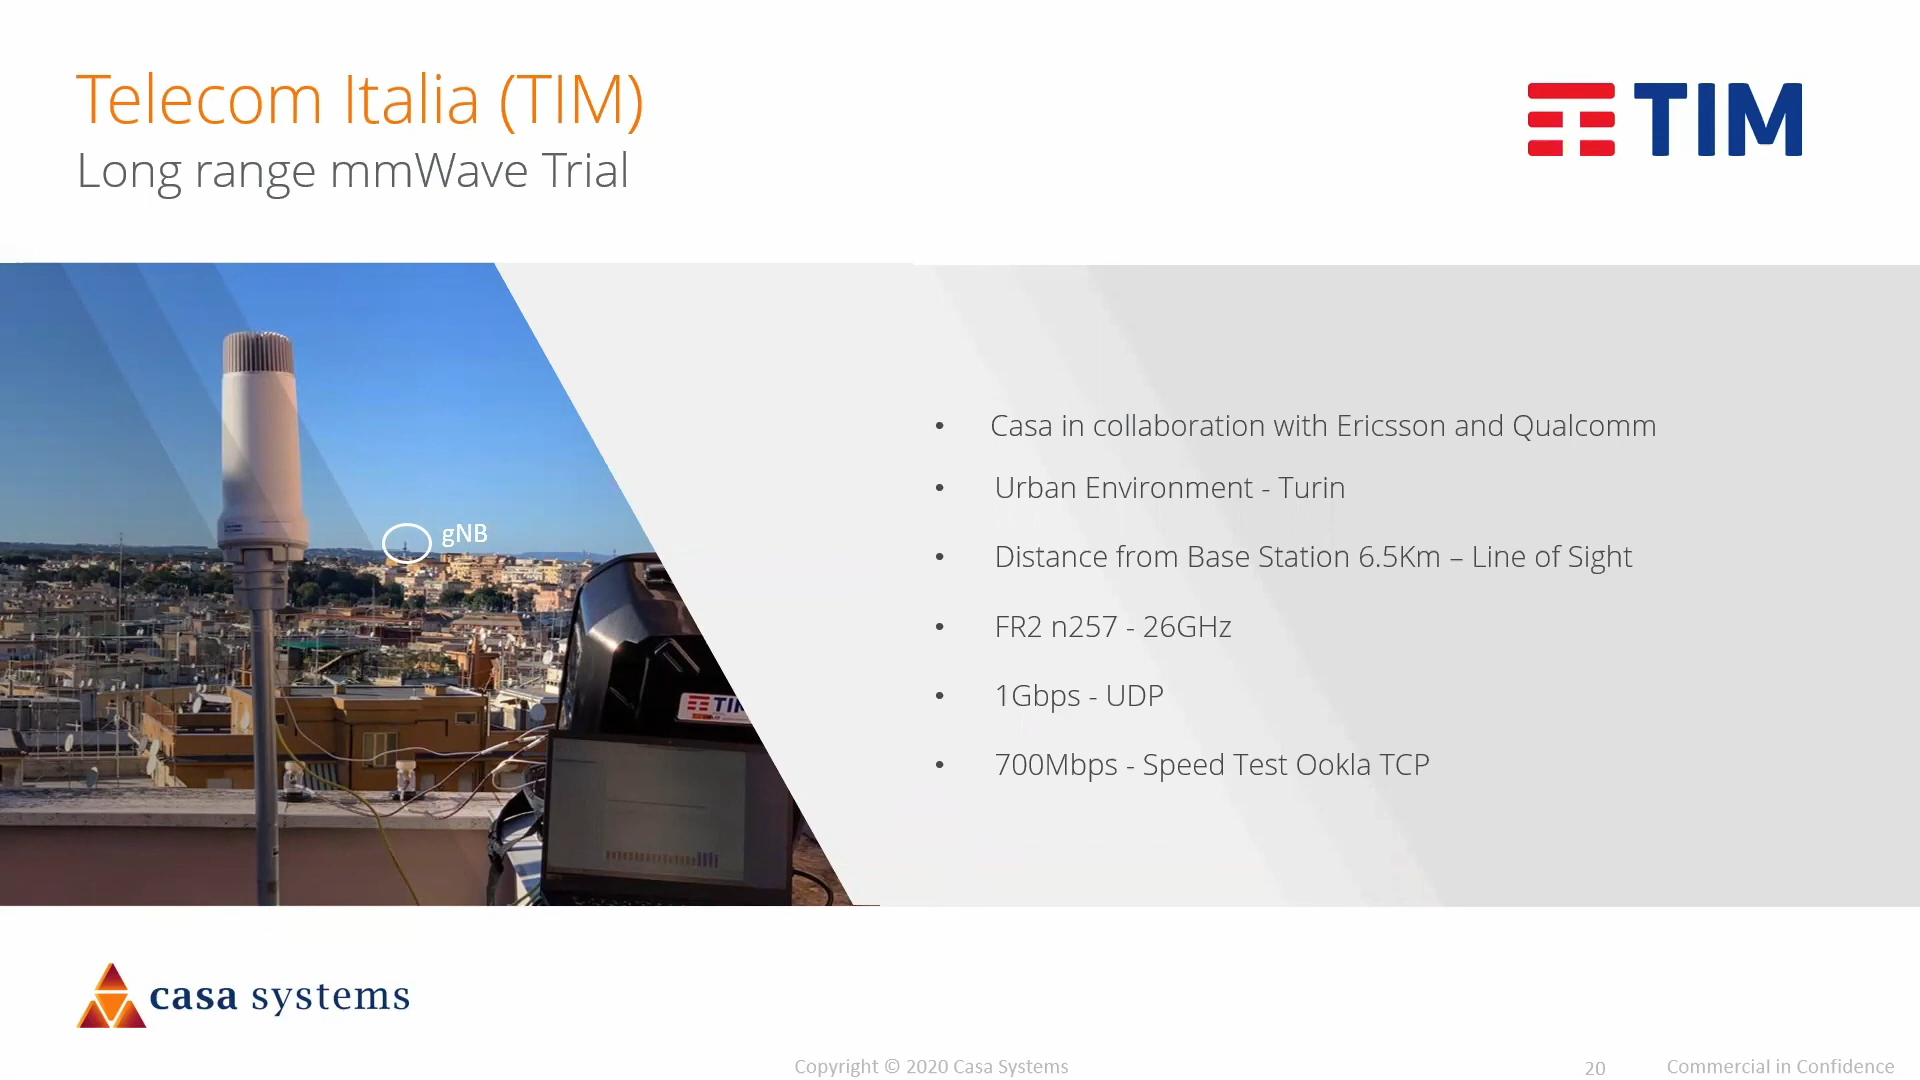 Telecom Italia (TIM)
Long range mmWave Trial
TIM
gNB
TIM
• Casa in collaboration with Ericsson and Qualcomm
• Urban Environment - Turin
• Distance from Base Station 6.5Km – Line of Sight
• FR2 n257 - 26GHz
• 1Gbps - UDP
• 700Mbps - Speed Test Ookla TCP
casa systems
Copyright © 2020 Casa Systems
20
Commercial in Confidence